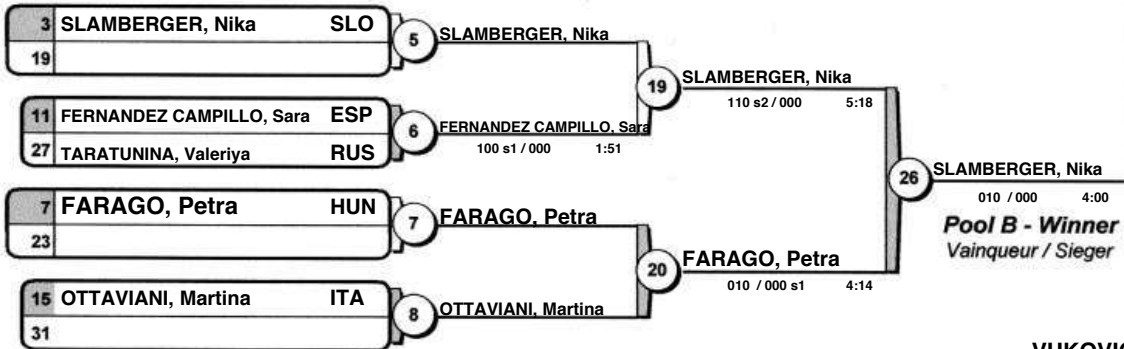 3 SLAMBERGER, Nika SLO
19
5 SLAMBERGER, Nika
11 FERNANDEZ CAMPILLO, Sara ESP
27 TARATUNINA, Valeriya RUS
6 FERNANDEZ CAMPILLO, Sara
100 s1 / 000 1:51
19 SLAMBERGER, Nika
110 s2 / 000 5:18
7 FARAGO, Petra HUN
23
7 FARAGO, Petra
15 OTTAVIANI, Martina ITA
31
8 OTTAVIANI, Martina
20 FARAGO, Petra
010 / 000 s1 4:14
26 SLAMBERGER, Nika
010 / 000 4:00
Pool B - Winner
Vainqueur / Sieger